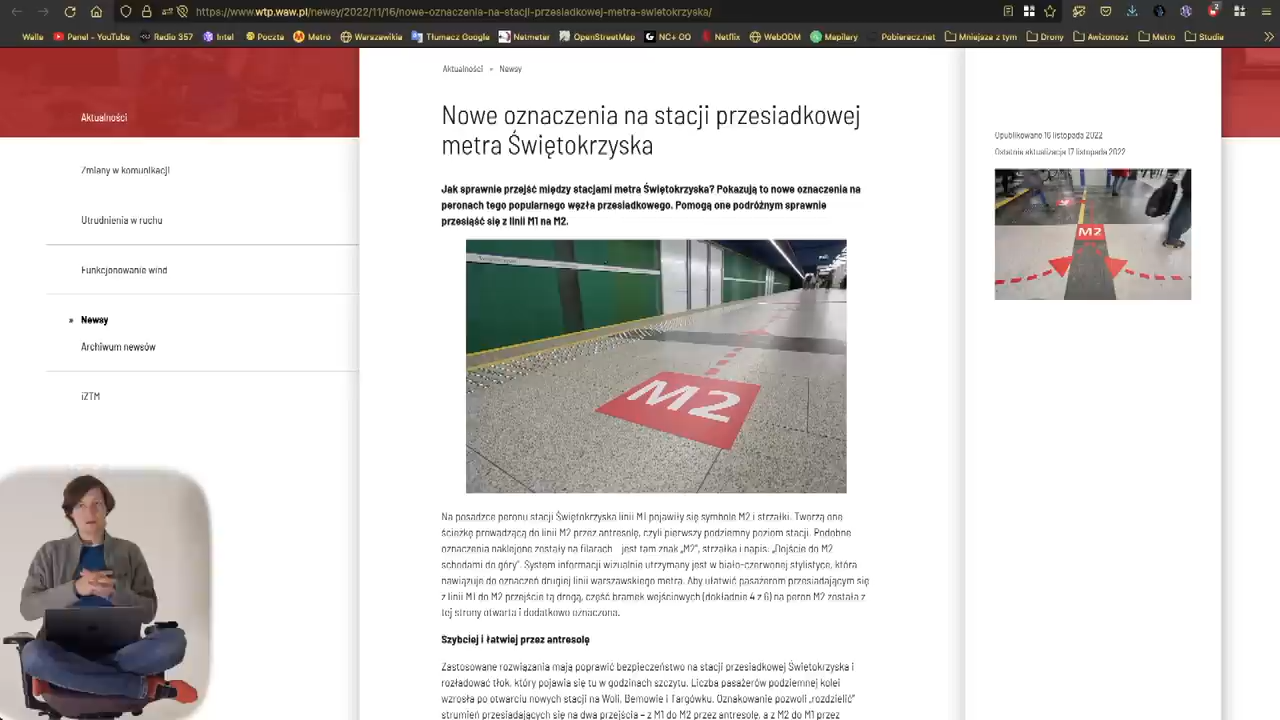 https://www.wtp.waw.pl/newsy/2022/11/16/nowe-oznaczenia-na-stacji-przesiadkowej-metra-swietokrzyska/
Walle Panel - YouTube Radio 357 Intel Poczta Metro Warszawikia Tłumacz Google Netmeter OpenStreetMap NC+ GO Netflix WebODM Mapilary Pobieracz.net Mniejsze z tym Drony Awizonosz Metro Studia
Aktualności
Zmiany w komunikacji
Utrudnienia w ruchu
Funkcjonowanie wind
» Newsy
Archiwum newsów
iZTM
Aktualności » Newsy
Nowe oznaczenia na stacji przesiadkowej
metra Świętokrzyska
Jak sprawnie przejść między stacjami metra Świętokrzyska? Pokazują to nowe oznaczenia na
peronach tego popularnego węzła przesiadkowego. Pomogą one podróżnym sprawnie
przesiąść się z linii M1 na M2.
M2
Na posadzce peronu stacji Świętokrzyska linii M1 pojawiły się symbole M2 i strzałki. Tworzą one
ścieżkę prowadzącą do linii M2 przez antresolę, czyli pierwszy podziemny poziom stacji. Podobne
oznaczenia naklejone zostały na filarach – jest tam znak „M2”, strzałka i napis: „Dojście do M2
schodami do góry”. System informacji wizualnie utrzymany jest w biało-czerwonej stylistyce, która
nawiązuje do oznaczeń drugiej linii warszawskiego metra. Aby ułatwić pasażerom przesiadającym się
z linii M1 do M2 przejście tą drogą, część bramek wejściowych (dokładnie 4 z 6) na peron M2 została z
tej strony otwarta i dodatkowo oznaczona.
Szybciej i łatwiej przez antresolę
Zastosowane rozwiązania mają poprawić bezpieczeństwo na stacji przesiadkowej Świętokrzyska i
rozładować tłok, który pojawia się tu w godzinach szczytu. Liczba pasażerów podziemnej kolei
wzrosła po otwarciu nowych stacji na Woli, Bemowie i Targówku. Oznakowanie pozwoli „rozdzielić”
strumień przesiadających się na dwa przejścia – z M1 do M2 przez antresolę, a z M2 do M1 przez
Opublikowano 16 listopada 2022
Ostatnia aktualizacja 17 listopada 2022
M2